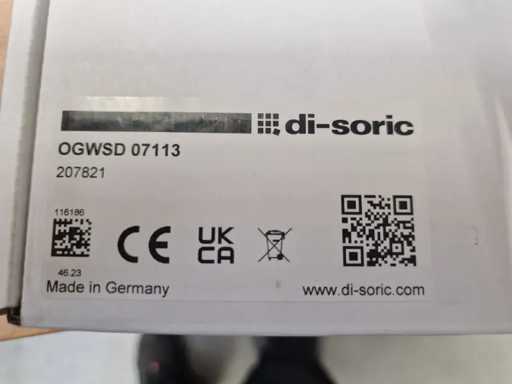 di-soric
OGWSD 07113
207821
116186
CE
UK
CA
46.23
Made in Germany
www.di-soric.com